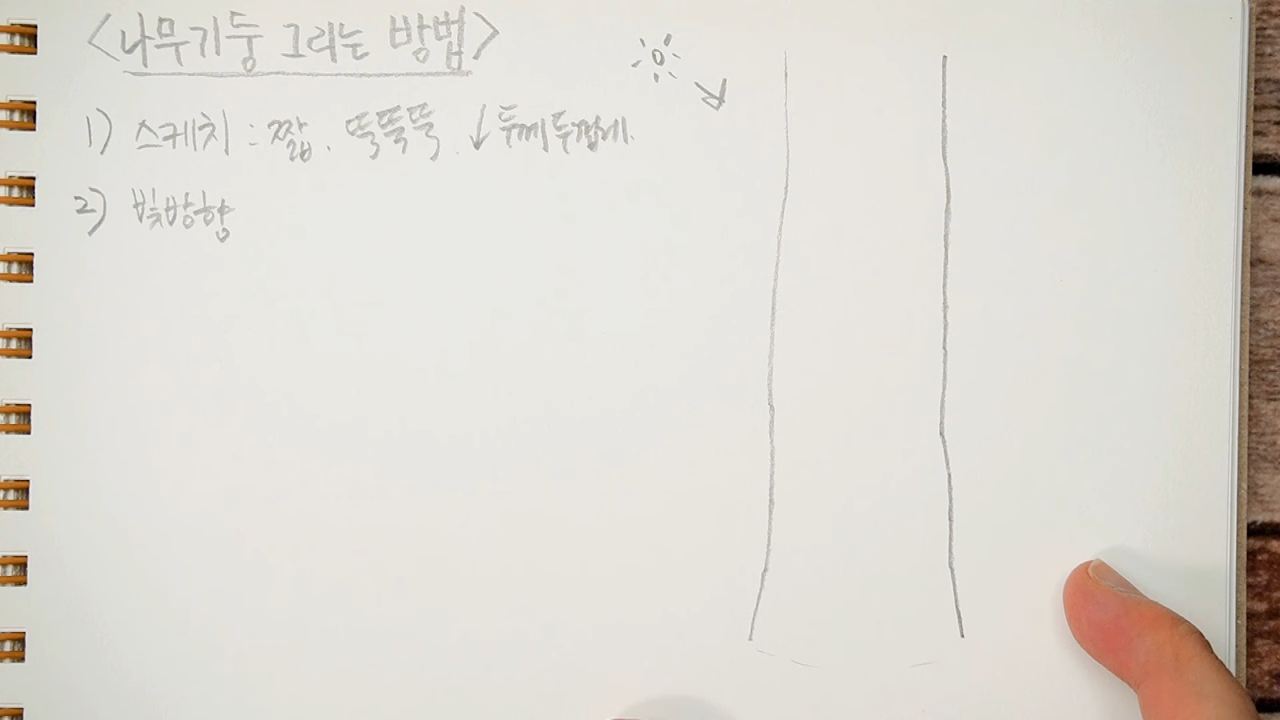 <나무기둥 그리는 방법>
1) 스케치 : 짧. 뚝뚝뚝. ↓ 두께 두껍게.
2) 빛방향